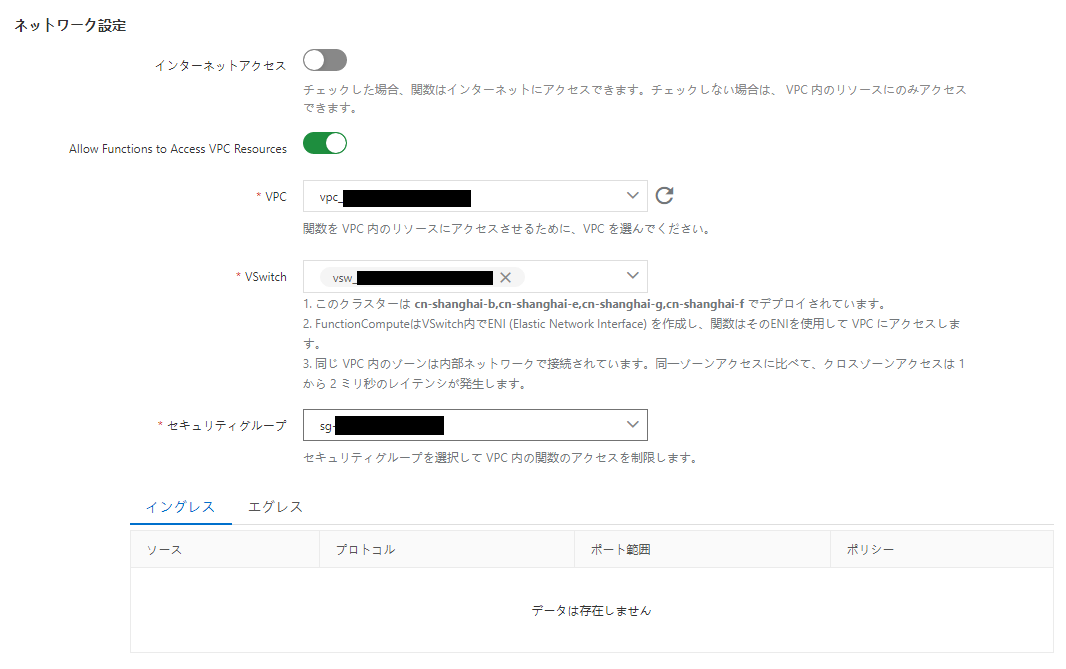 ネットワーク設定
インターネットアクセス
チェックした場合、関数はインターネットにアクセスできます。チェックしない場合は、 VPC 内のリソースにのみアクセス
できます。
Allow Functions to Access VPC Resources
* VPC
vpc_
関数を VPC 内のリソースにアクセスさせるために、VPC を選んでください。
* VSwitch
vsw_
1. このクラスターは cn-shanghai-b,cn-shanghai-e,cn-shanghai-g,cn-shanghai-f でデプロイされています。
2. FunctionComputeはVSwitch内でENI (Elastic Network Interface) を作成し、関数はそのENIを使用して VPC にアクセスしま
す。
3. 同じ VPC 内のゾーンは内部ネットワークで接続されています。同一ゾーンアクセスに比べて、クロスゾーンアクセスは 1
から 2 ミリ秒のレイテンシが発生します。
* セキュリティグループ
sg-
セキュリティグループを選択して VPC 内の関数のアクセスを制限します。
イングレス エグレス
ソース プロトコル ポート範囲 ポリシー
データは存在しません